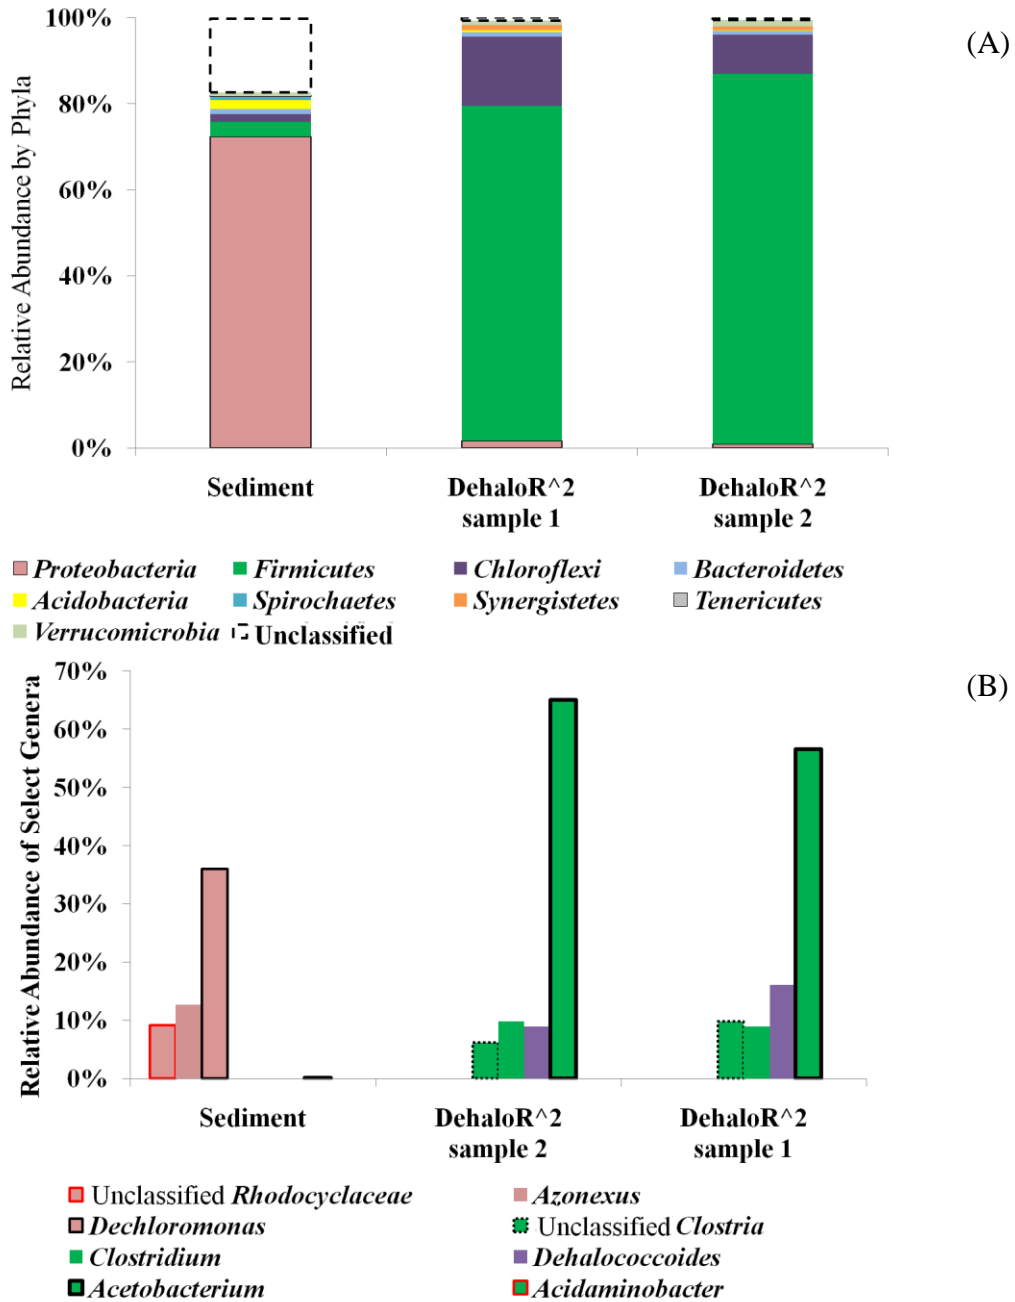 (A)
Relative Abundance by Phyla
100%
80%
60%
40%
20%
0%
Sediment
DehaloR^2
sample 1
DehaloR^2
sample 2
Proteobacteria
Firmicutes
Chloroflexi
Bacteroidetes
Acidobacteria
Spirochaetes
Synergistetes
Tenericutes
Verrucomicrobia
Unclassified
(B)
Relative Abundance of Select Genera
70%
60%
50%
40%
30%
20%
10%
0%
Sediment
DehaloR^2
sample 2
DehaloR^2
sample 1
Unclassified Rhodocyclaceae
Azonexus
Dechloromonas
Unclassified Clostria
Clostridium
Dehalococcoides
Acetobacterium
Acidaminobacter